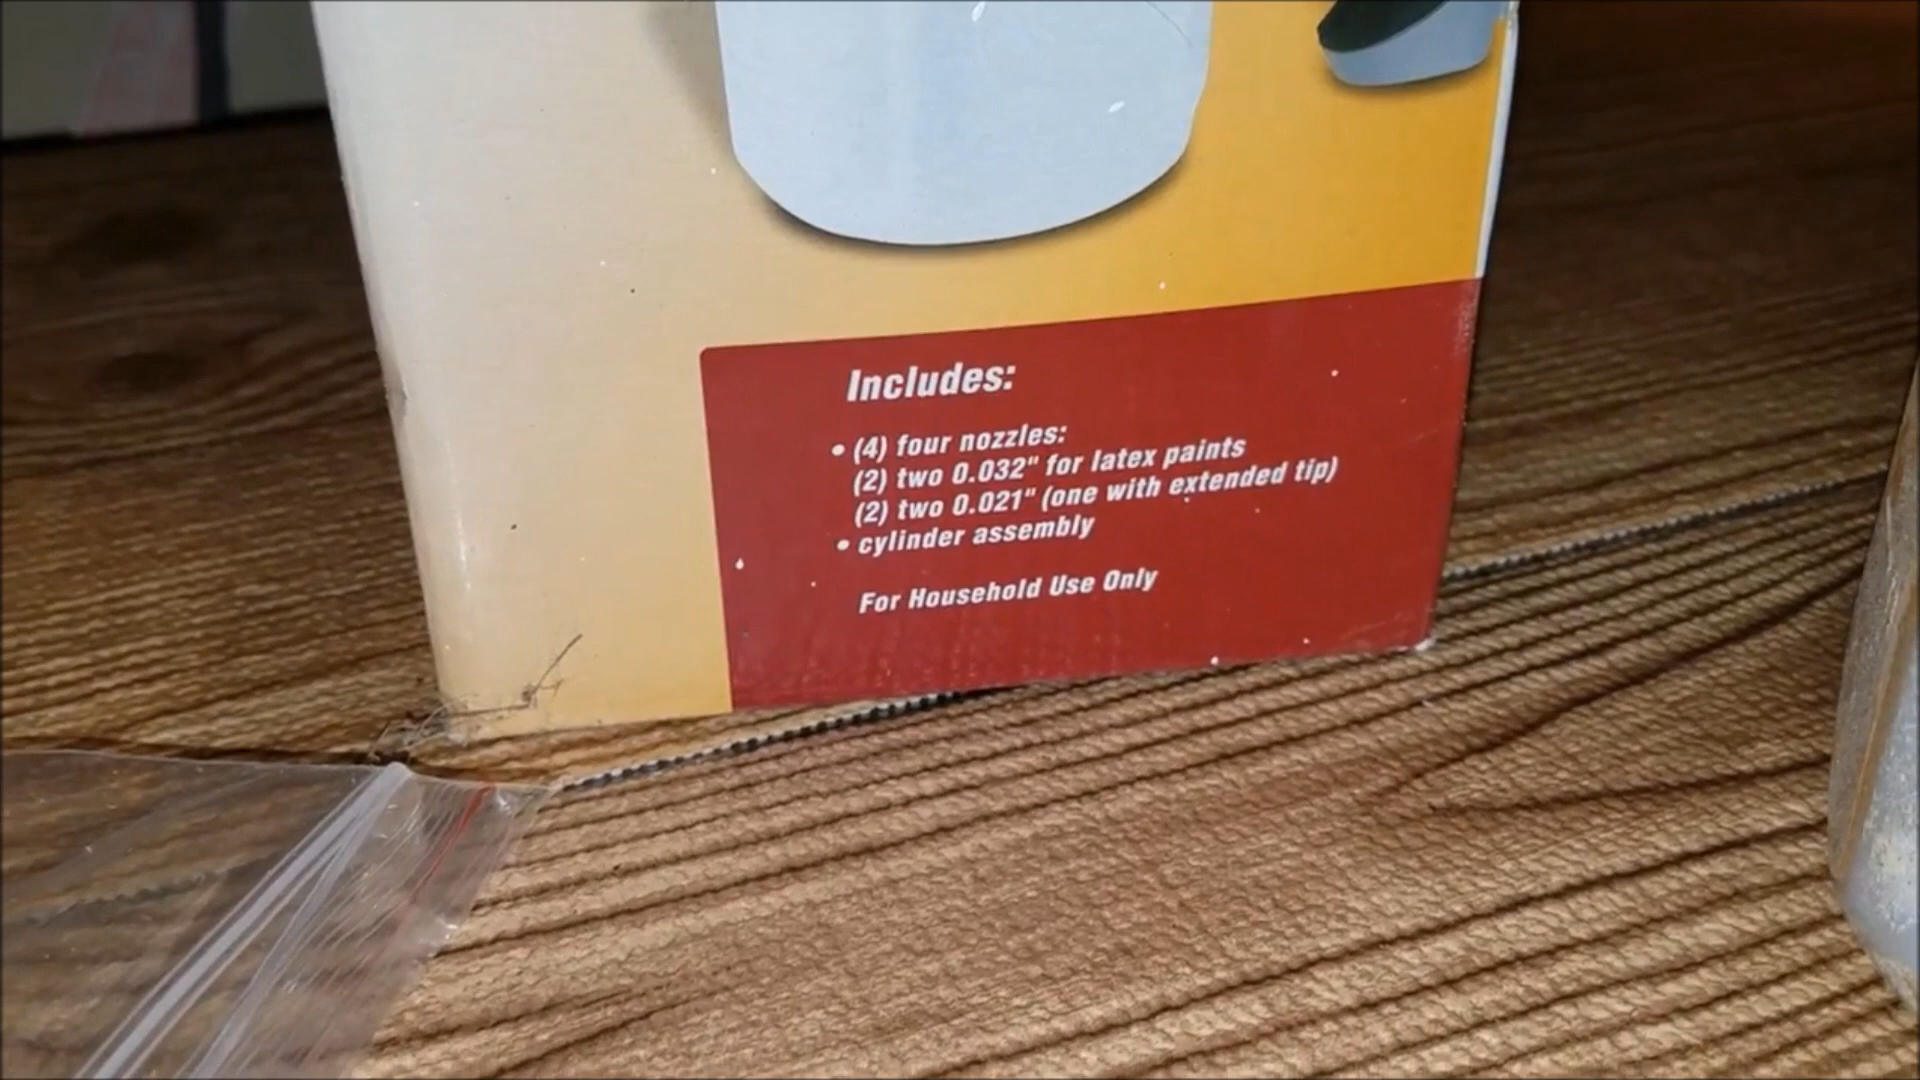 Includes:
• (4) four nozzles:
(2) two 0.032" for latex paints
(2) two 0.021" (one with extended tip)
• cylinder assembly
For Household Use Only